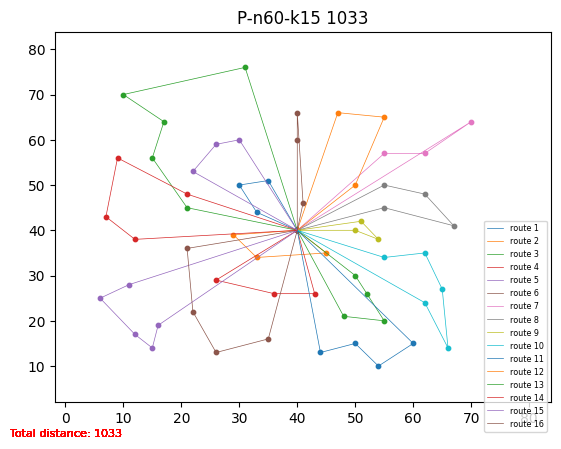 P-n60-k15 1033
80
70
60
50
40
30
20
10
0 10 20 30 40 50 60 70 80
route 1
route 2
route 3
route 4
route 5
route 6
route 7
route 8
route 9
route 10
route 11
route 12
route 13
route 14
route 15
route 16
Total distance: 1033